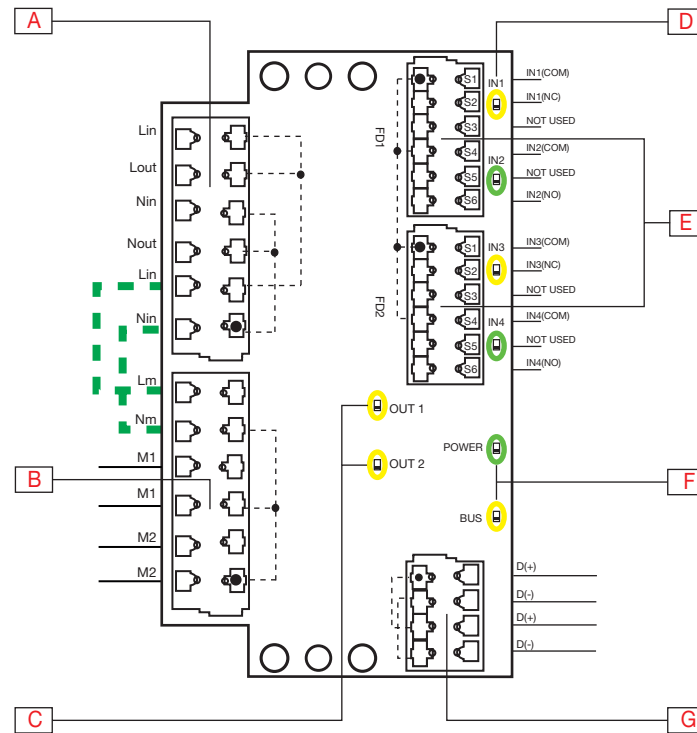 A
D
Lin
Lout
Nin
Nout
Lin
Nin
Lm
Nm
M1
M1
M2
M2
B
C
FD1
S1
S2
S3
S4
S5
S6
IN1
IN2
IN1(COM)
IN1(NC)
NOT USED
IN2(COM)
NOT USED
IN2(NO)
E
FD2
S1
S2
S3
S4
S5
S6
IN3
IN4
IN3(COM)
IN3(NC)
NOT USED
IN4(COM)
NOT USED
IN4(NO)
OUT 1
OUT 2
POWER
BUS
F
D(+)
D(-)
D(+)
D(-)
G